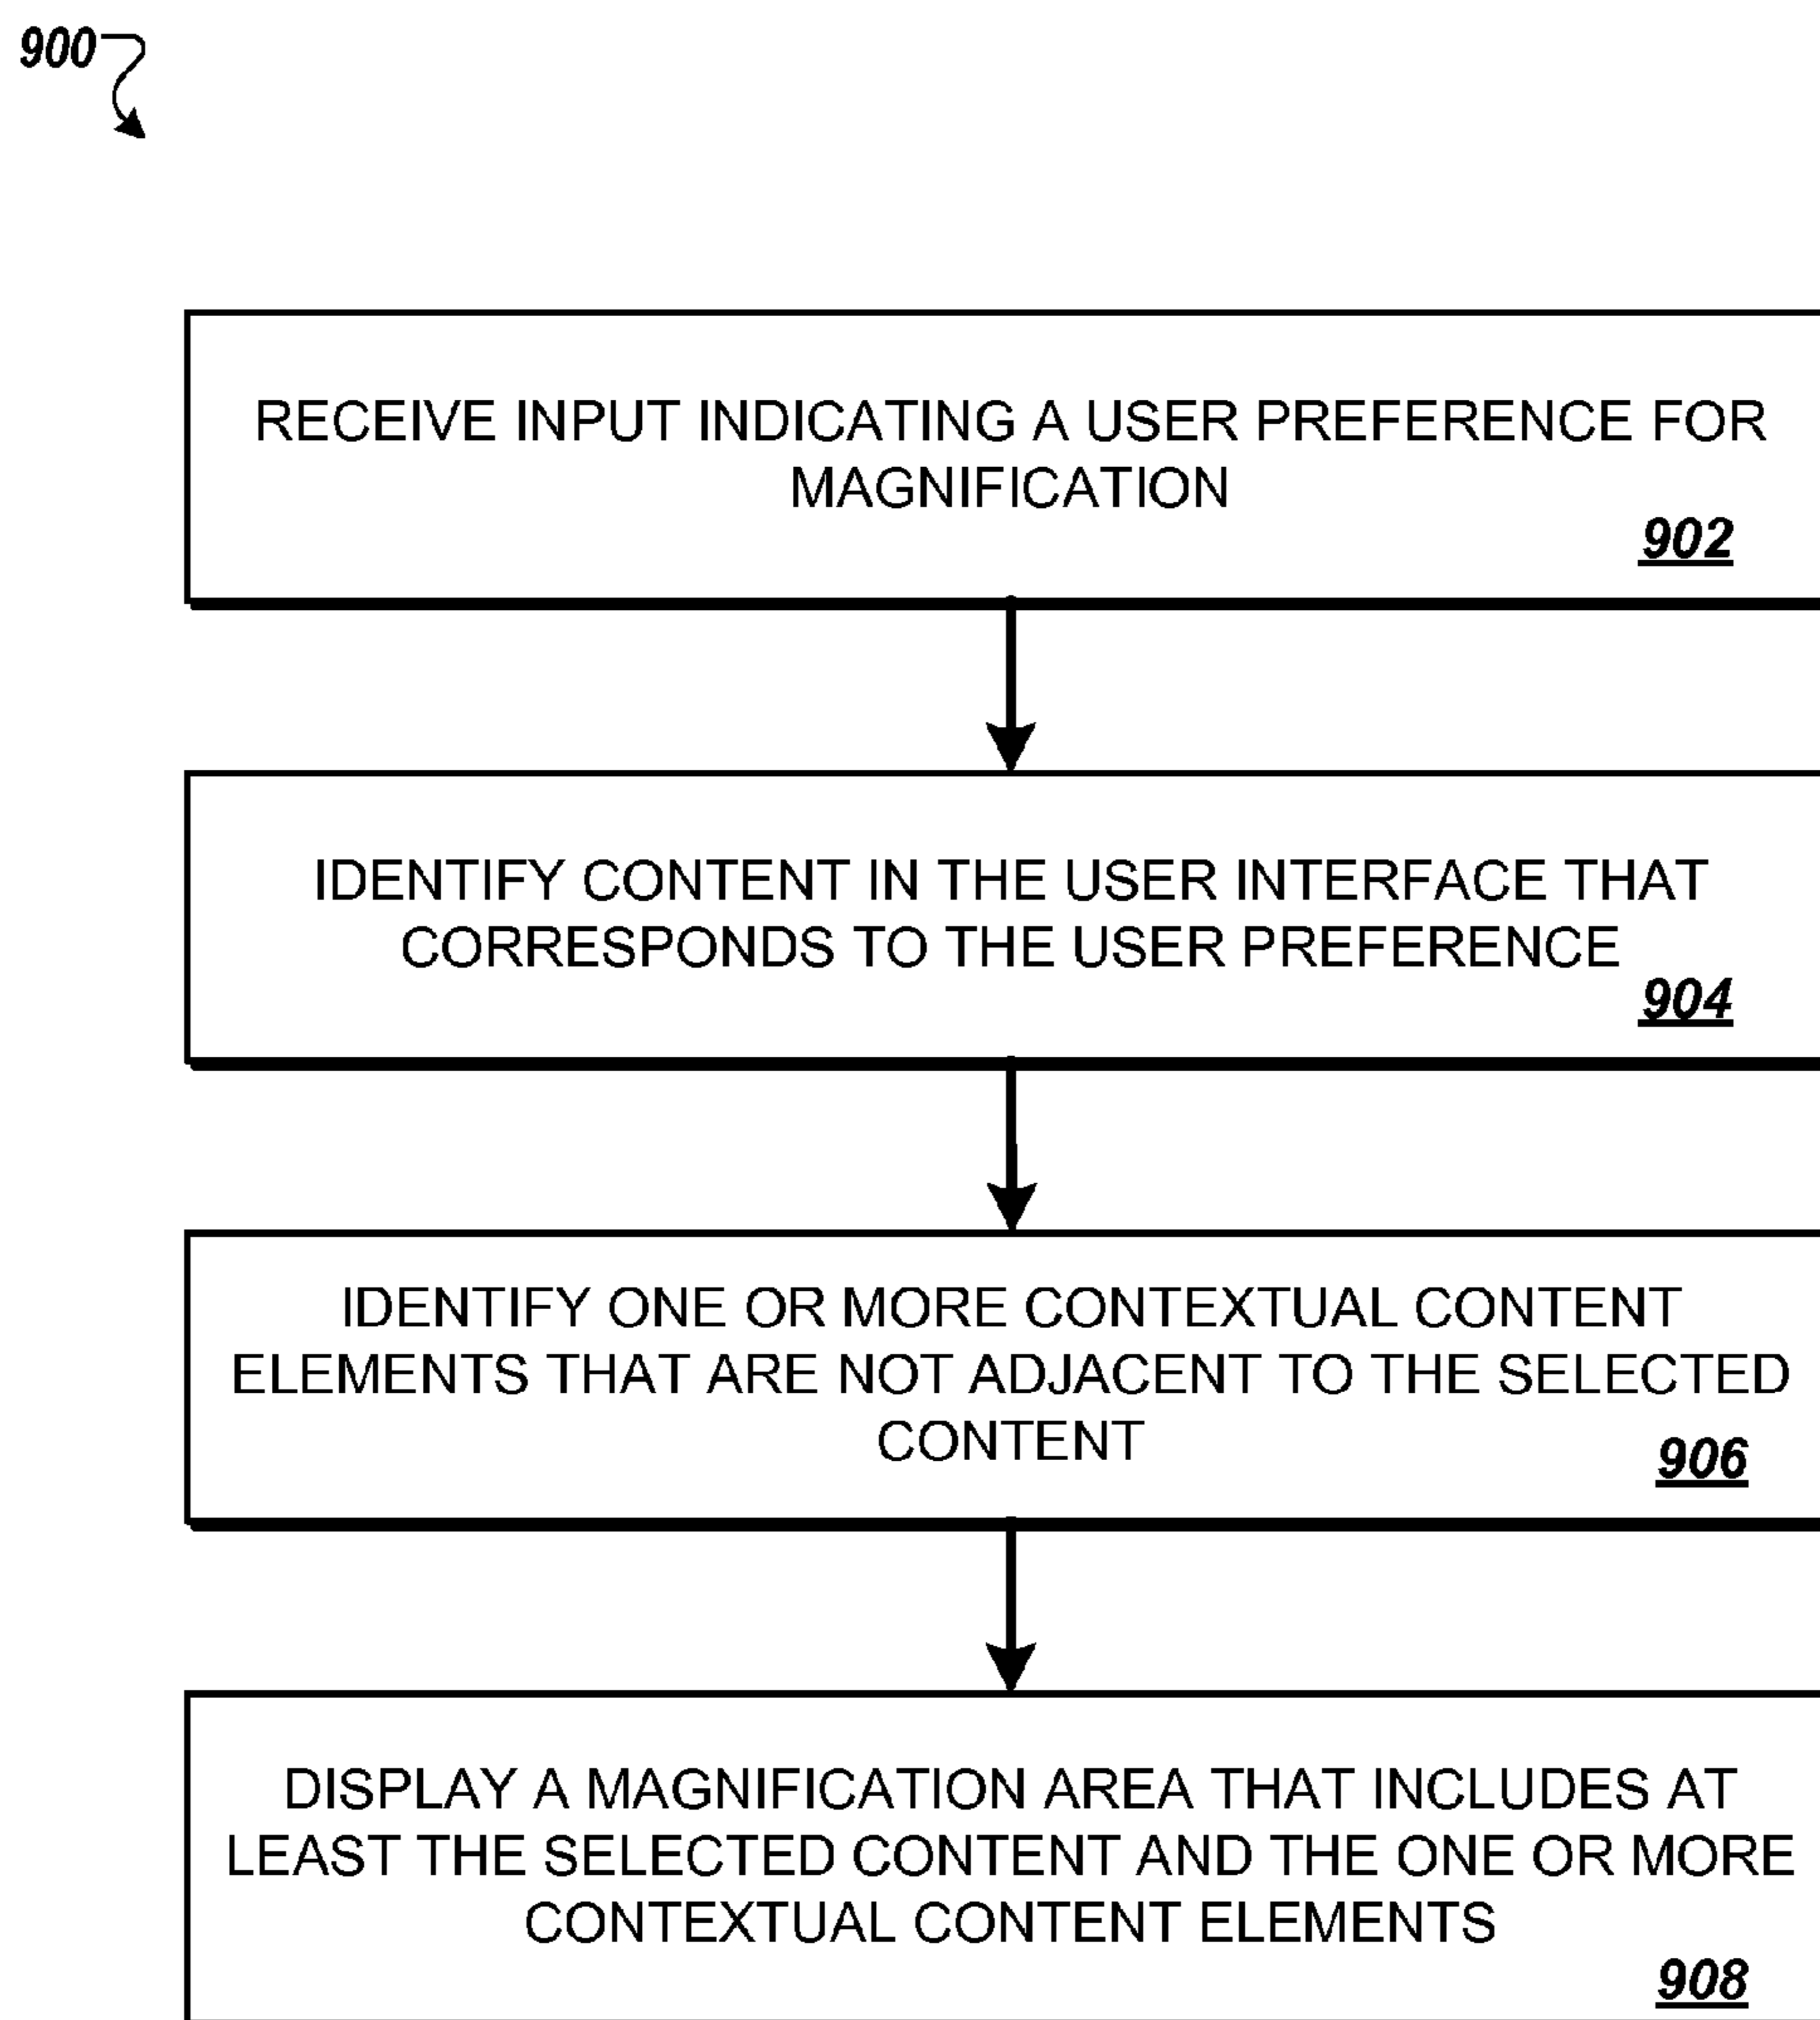 900
RECEIVE INPUT INDICATING A USER PREFERENCE FOR
MAGNIFICATION
902
IDENTIFY CONTENT IN THE USER INTERFACE THAT
CORRESPONDS TO THE USER PREFERENCE
904
IDENTIFY ONE OR MORE CONTEXTUAL CONTENT
ELEMENTS THAT ARE NOT ADJACENT TO THE SELECTED
CONTENT
906
DISPLAY A MAGNIFICATION AREA THAT INCLUDES AT
LEAST THE SELECTED CONTENT AND THE ONE OR MORE
CONTEXTUAL CONTENT ELEMENTS
908